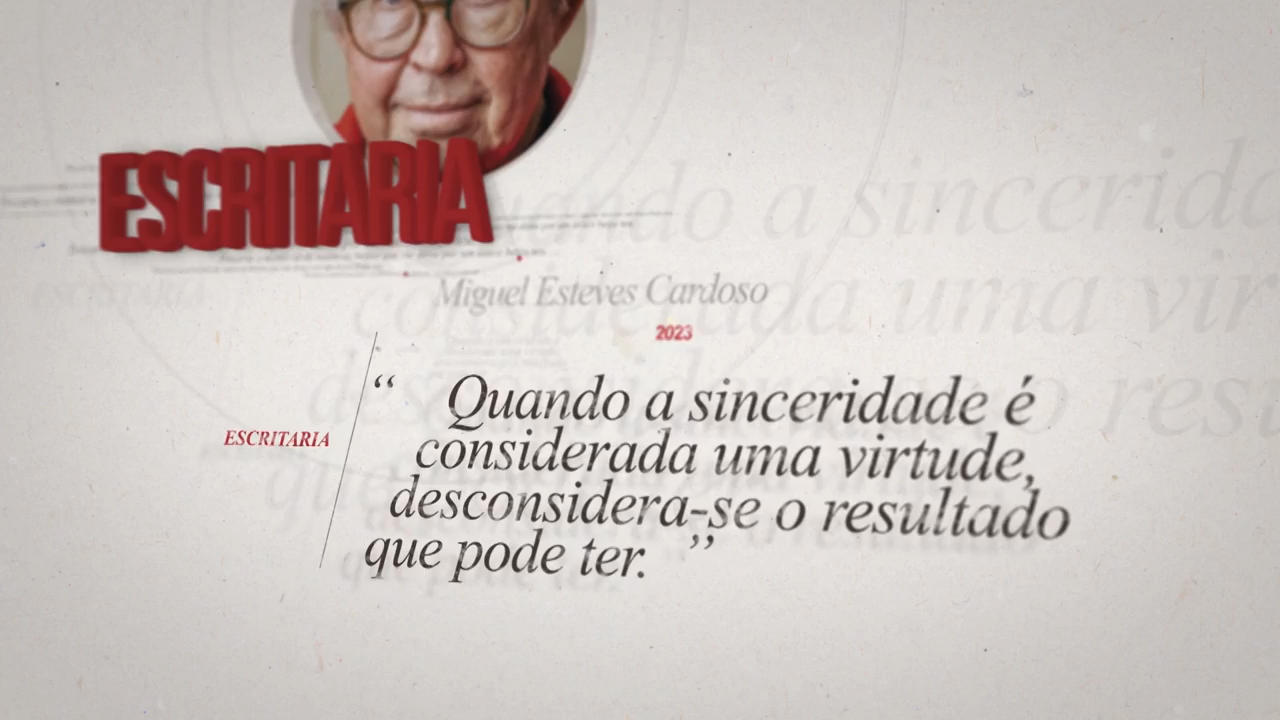 ESCRITARIA
Miguel Esteves Cardoso
2023
ESCRITARIA
“ Quando a sinceridade é
considerada uma virtude,
desconsidera-se o resultado
que pode ter. ”